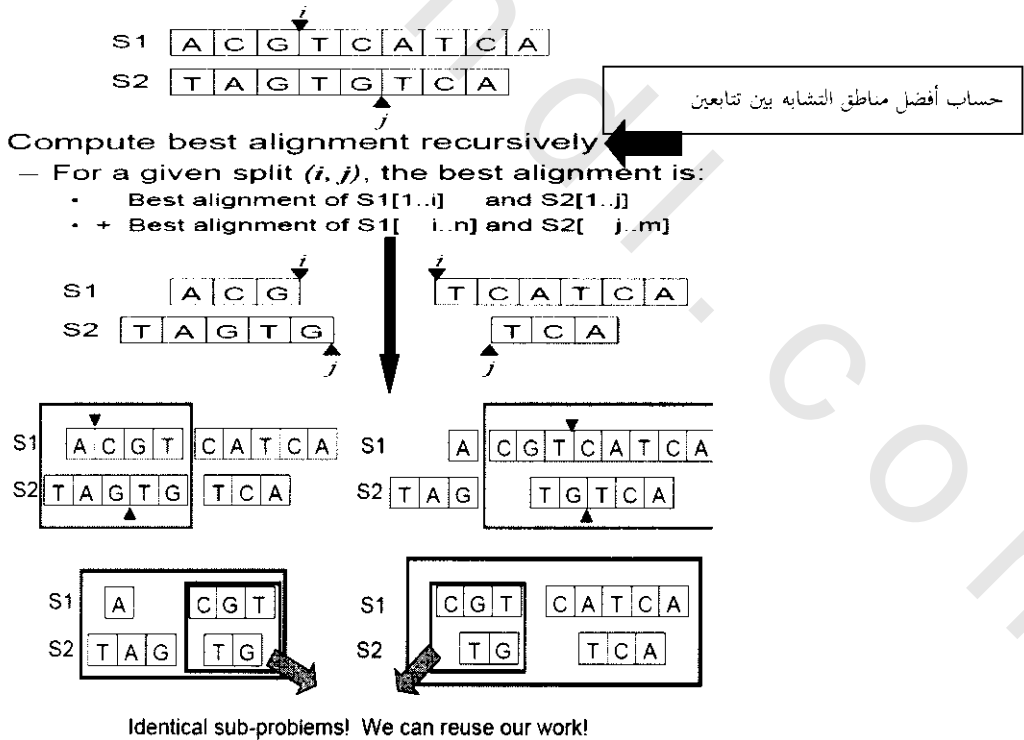 i
S1 A C G T C A T C A
S2 T A G T G T C A
j
حساب أفضل مناطق التشابه بين تتابعين
Compute best alignment recursively
– For a given split (i, j), the best alignment is:
• Best alignment of S1[1..i] and S2[1..j]
• + Best alignment of S1[ i..n] and S2[ j..m]
i i
S1 A C G T C A T C A
S2 T A G T G T C A
j j
S1 A C G T C A T C A S1 A C G T C A T C A
S2 T A G T G T C A S2 T A G T G T C A
S1 A C G T S1 C G T C A T C A
S2 T A G T G S2 T G T C A
Identical sub-problems! We can reuse our work!